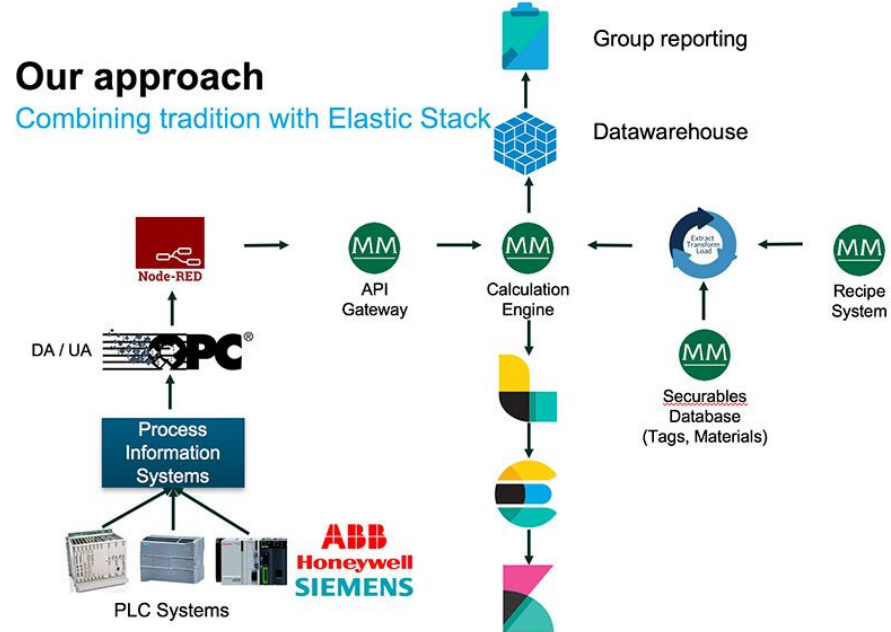 Our approach
Combining tradition with Elastic Stack
Group reporting
Datawarehouse
Node-RED
MM
API
Gateway
MM
Calculation
Engine
Extract
Transform
Load
MM
Recipe
System
DA / UA
OPC®
MM
Securables
Database
(Tags, Materials)
Process
Information
Systems
ABB
Honeywell
SIEMENS
PLC Systems